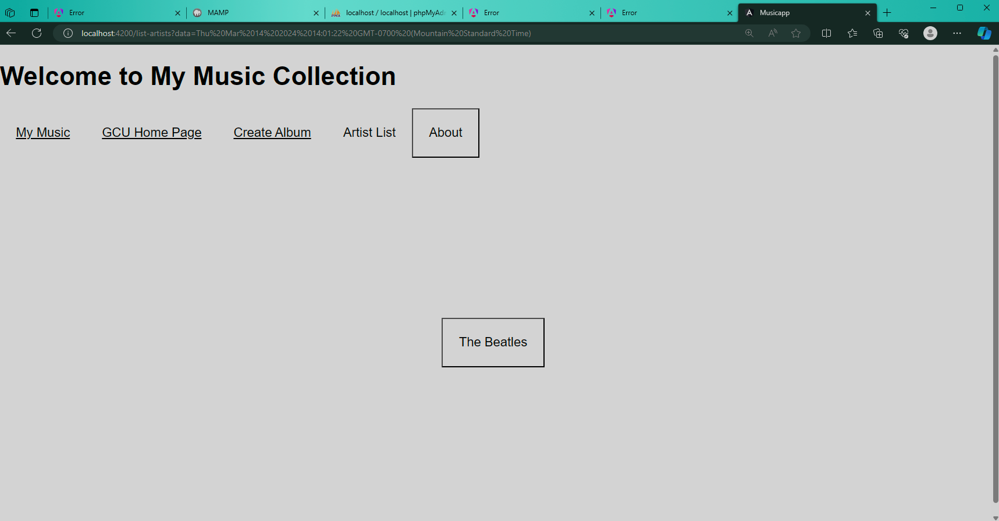 Error
MAMP
localhost / localhost | phpMyAd
Error
Error
Musicapp
localhost:4200/list-artists?data=Thu%20Mar%2014%202024%2014:01:22%20GMT-0700%20(Mountain%20Standard%20Time)
Welcome to My Music Collection
My Music GCU Home Page Create Album Artist List About
The Beatles